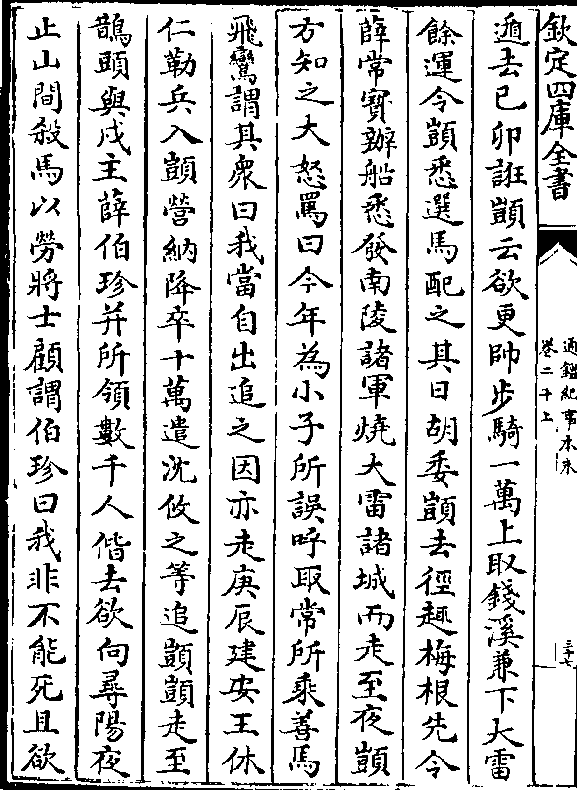 欽定四庫全書
通鑑紀事本末
卷二十上
三十七
遁去己卯誑顗云欲更帥步騎一萬上取錢溪兼下大雷
餘運令顗悉選馬配之其日胡委顗去徑趣梅根先令
薛常寳辦船悉發南陵諸軍燒大雷諸城而走至夜顗
方知之大怒罵曰今年為小子所誤呼取常所乘善馬
飛鸞謂其衆曰我當自出追之因亦走庚辰建安王休
仁勒兵入顗營納降卒十萬遣沈攸之等追顗顗走至
鵲頭與戍主薛伯珍并所領數千人偕去欲向尋陽夜
止山間殺馬以勞將士顧謂伯珍曰我非不能死且欲